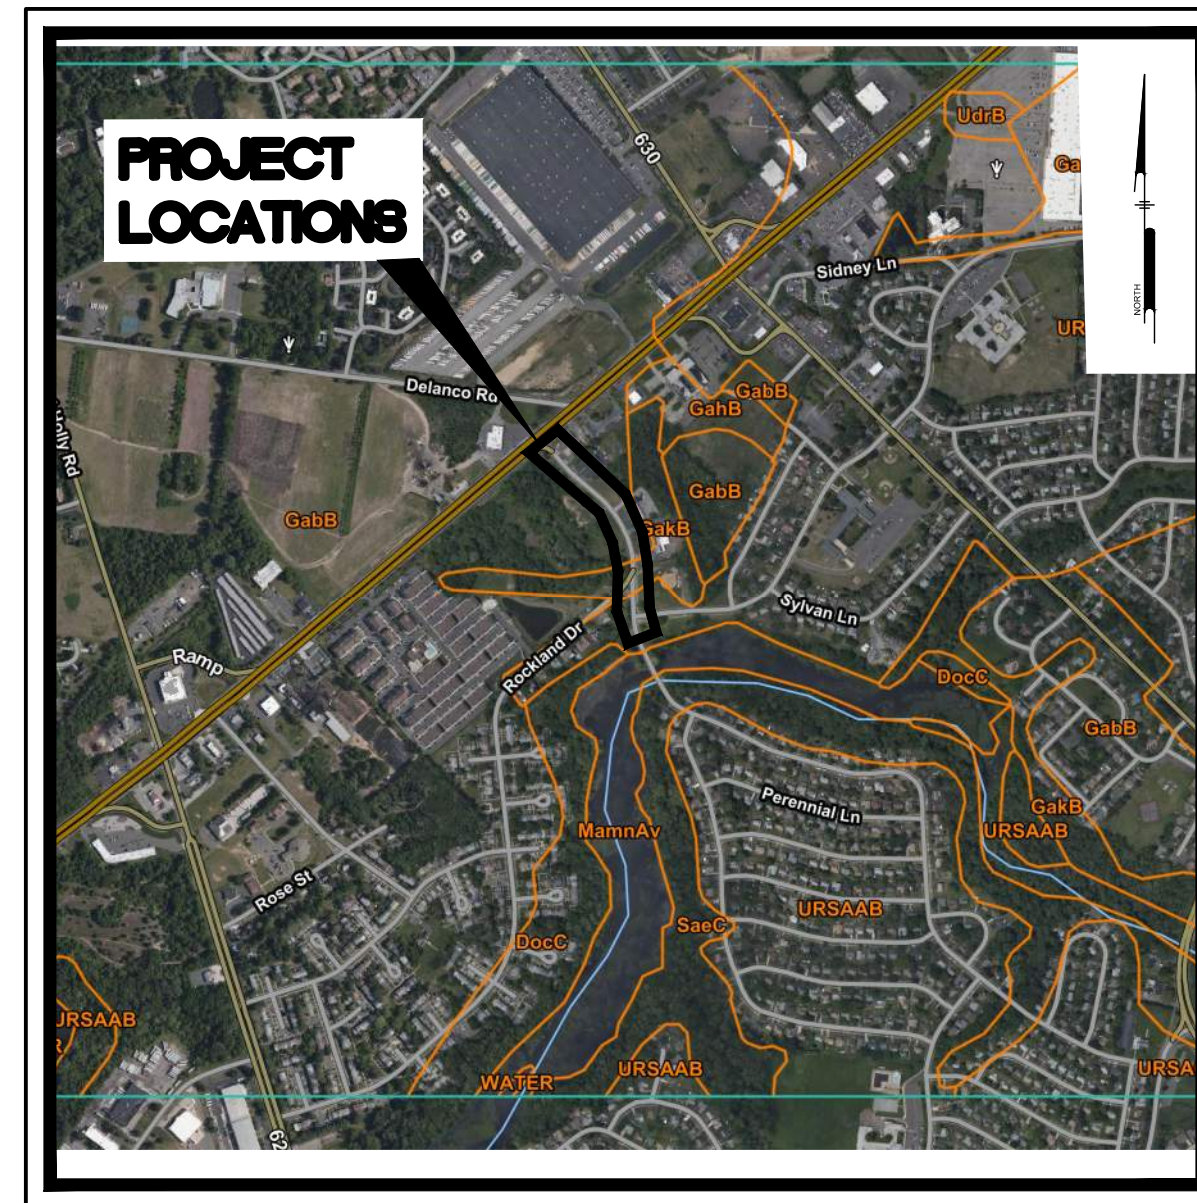 PROJECT
LOCATIONS
630
UdrB
Ga
Sidney Ln
NORTH
UR
Delanco Rd
GabB
GahB
Holly Rd
GabB
GabB
GakB
Sylvan Ln
Rockland Dr
Ramp
DocC
GabB
Perennial Ln
GakB
MamnAv
URSAAB
Rose St
URSAAB
SaeC
DocC
URSAAB
WATER
URSAAB
URSA
62